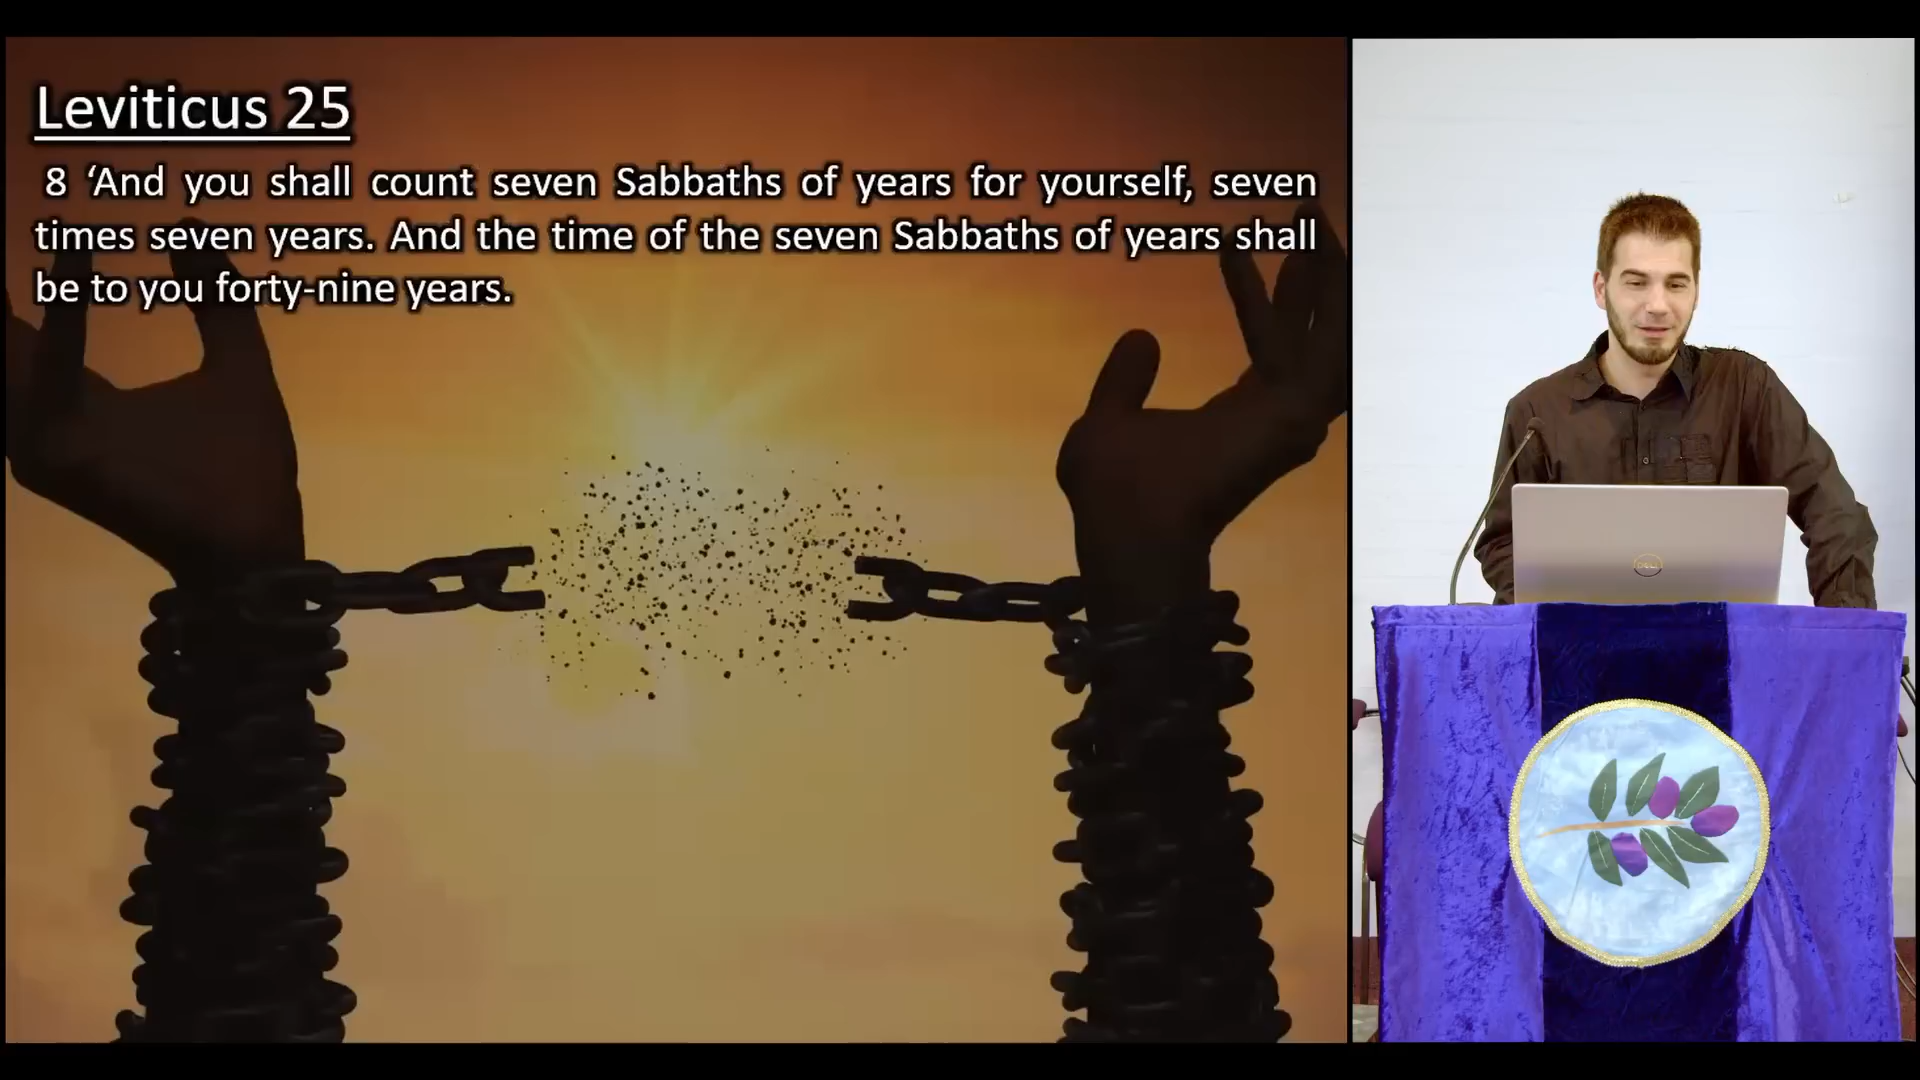 Leviticus 25
8 ‘And you shall count seven Sabbaths of years for yourself, seven
times seven years. And the time of the seven Sabbaths of years shall
be to you forty-nine years.
DELL